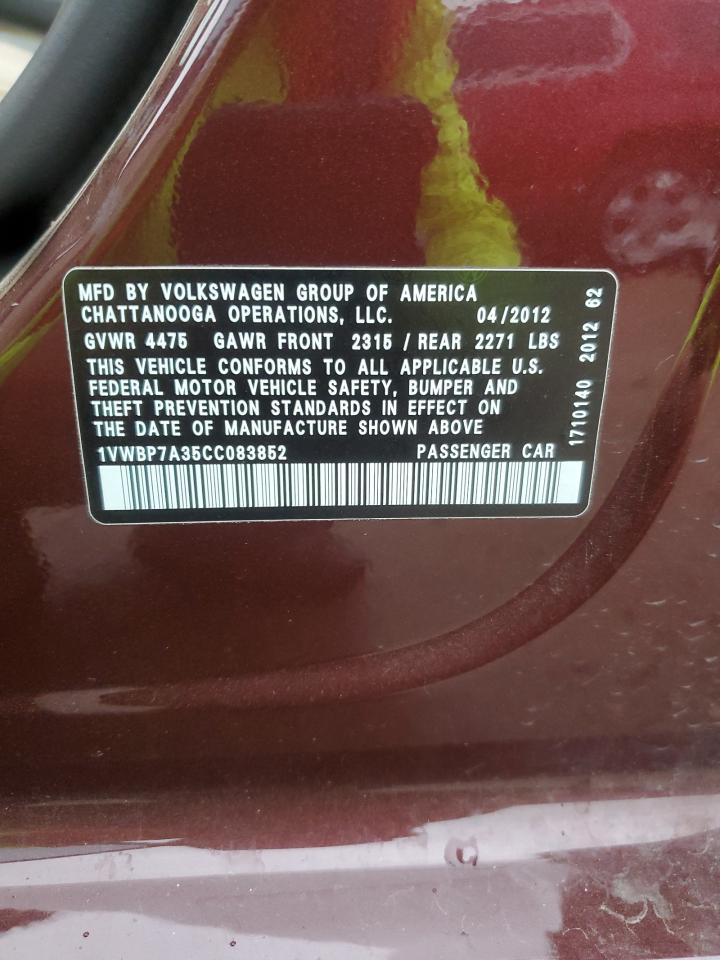 MFD BY VOLKSWAGEN GROUP OF AMERICA
CHATTANOOGA OPERATIONS, LLC. 04/2012
GVWR 4475 GAWR FRONT 2315 / REAR 2271 LBS
THIS VEHICLE CONFORMS TO ALL APPLICABLE U.S.
FEDERAL MOTOR VEHICLE SAFETY, BUMPER AND
THEFT PREVENTION STANDARDS IN EFFECT ON
THE DATE OF MANUFACTURE SHOWN ABOVE
1VWBP7A35CC083852 PASSENGER CAR
1710140 2012 62